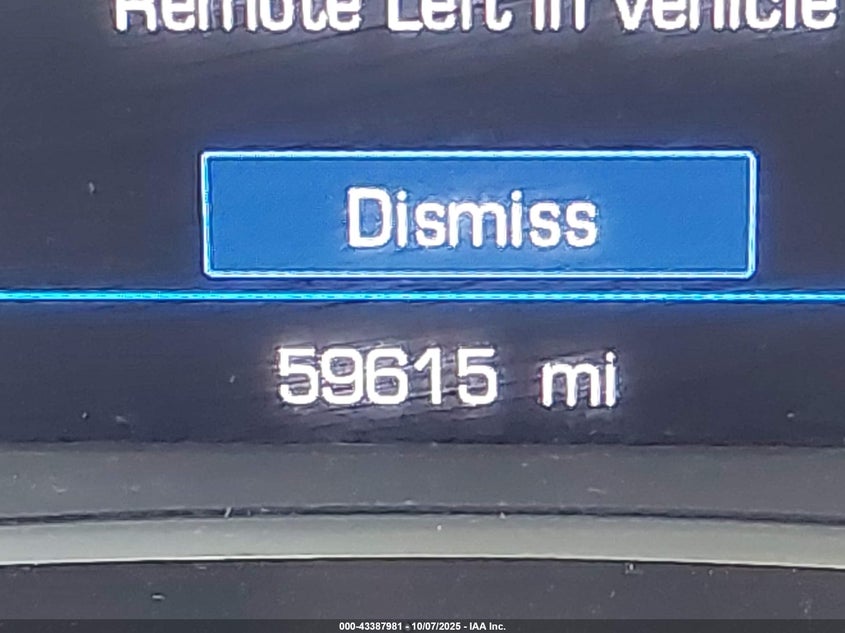 Remote Left in Vehicle
Dismiss
59615 mi
000-43387981 - 10/07/2025 - IAA Inc.